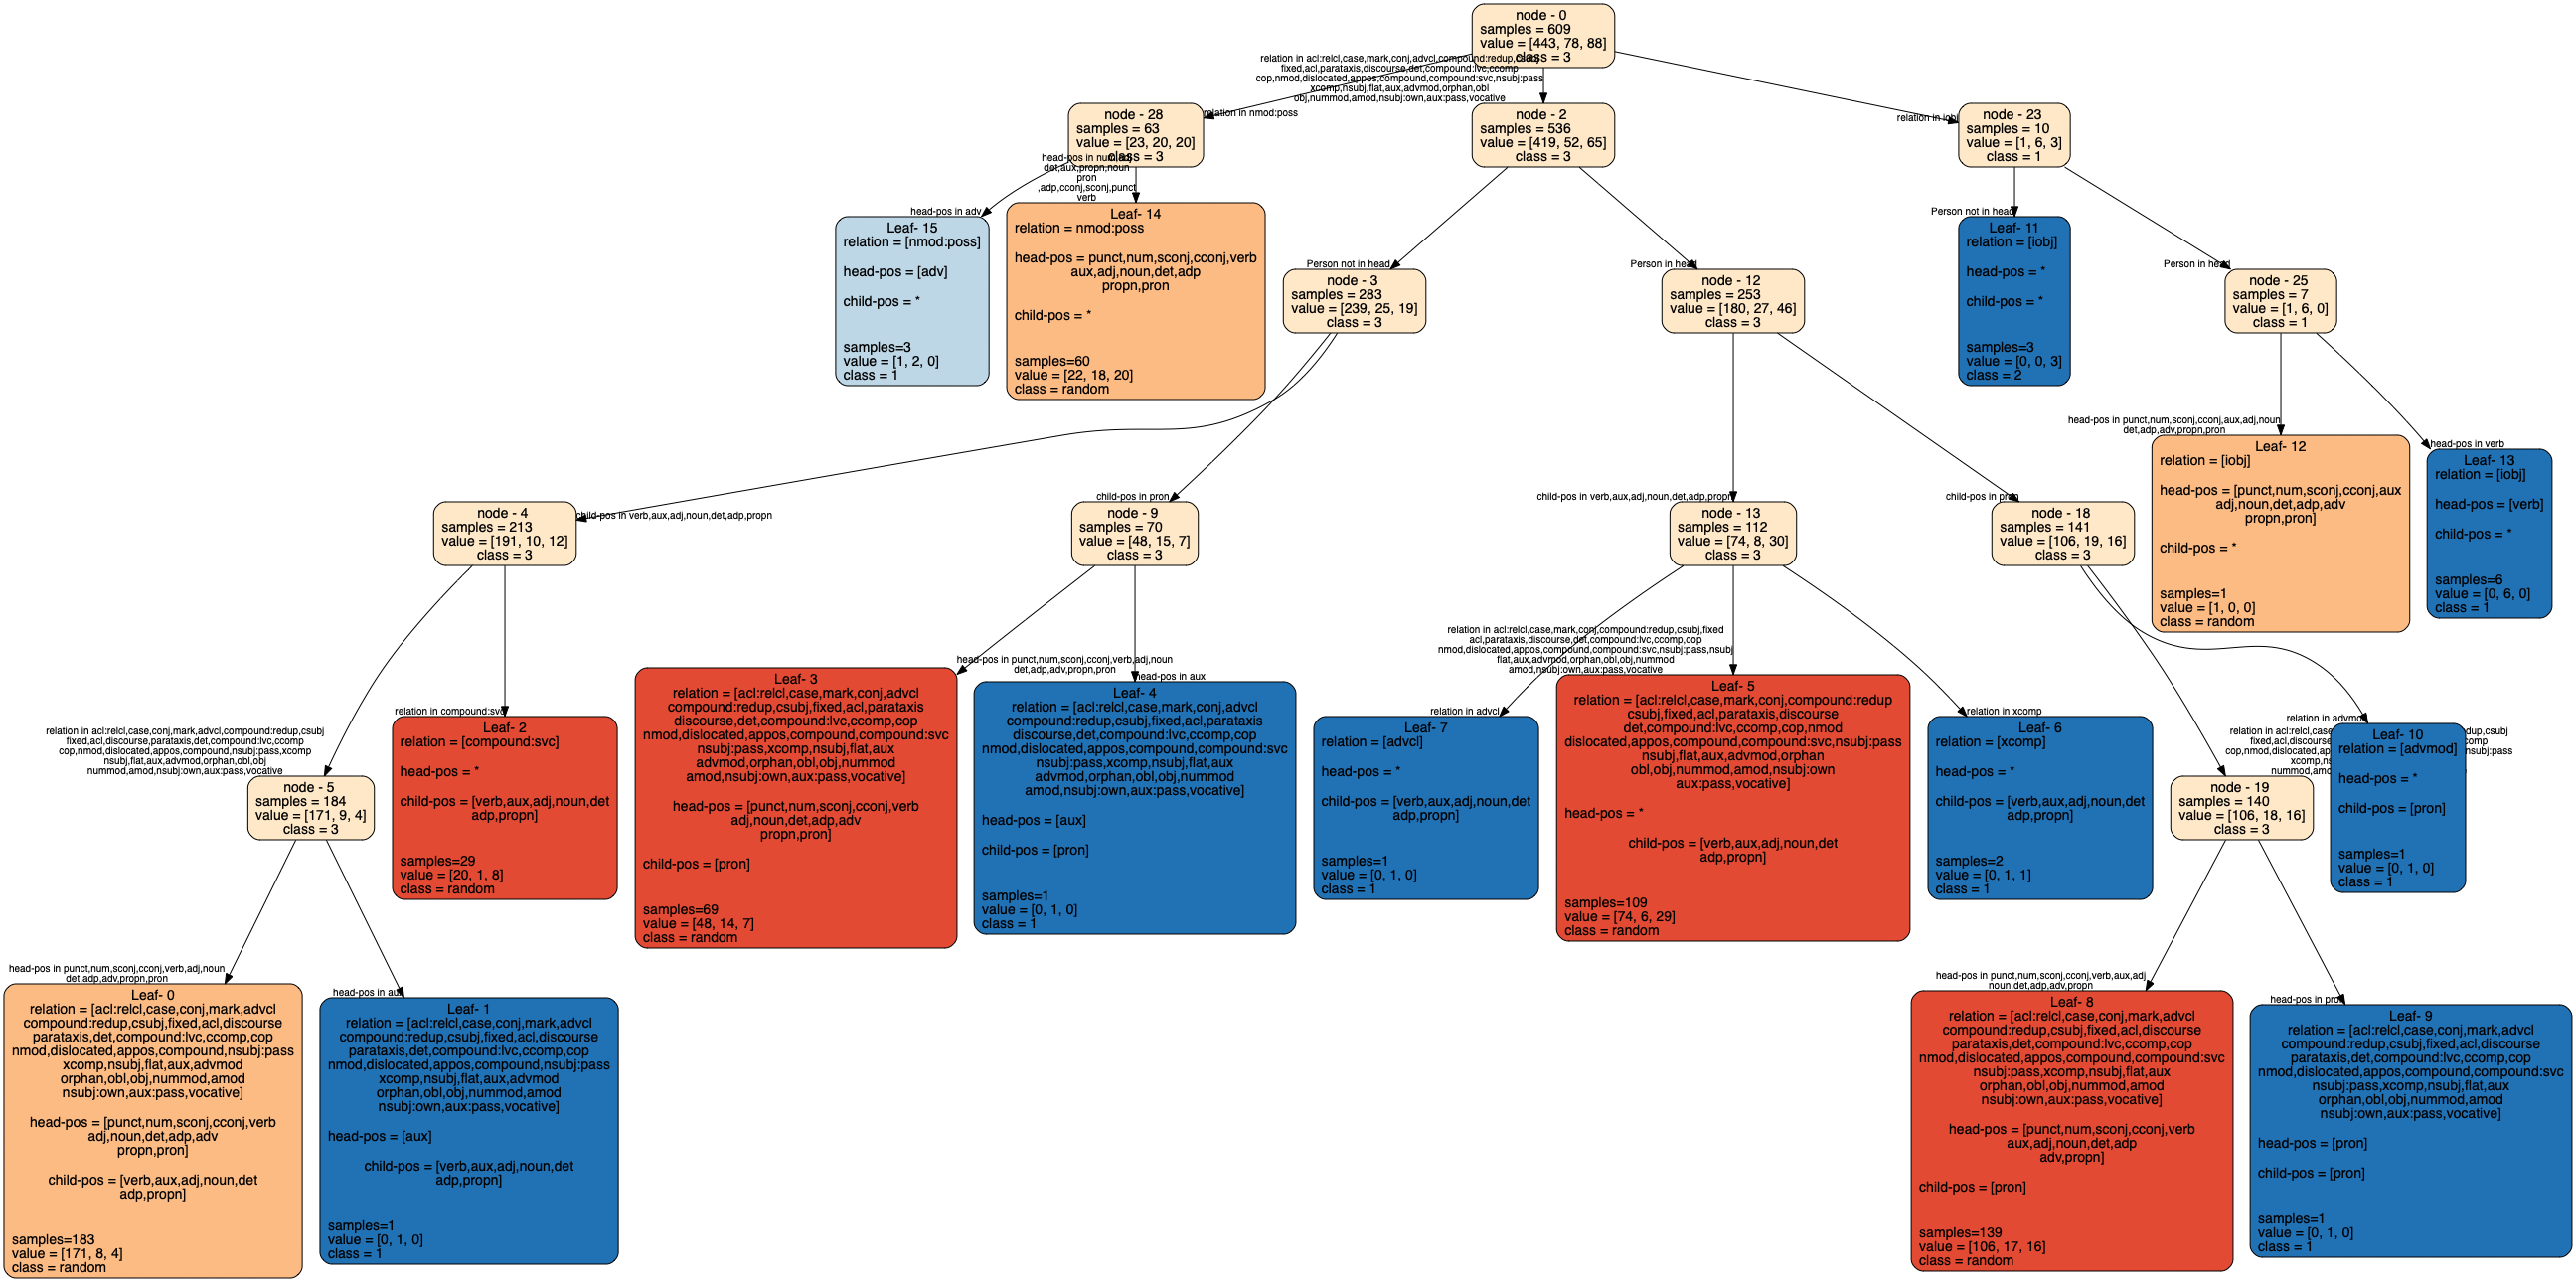 node - 0
samples = 609
value = [443, 78, 88]
class = 3
relation in acl:relcl,case,mark,conj,advcl,compound:redup,csubj
fixed,acl,parataxis,discourse,det,compound:lvc,ccomp
cop,nmod,dislocated,appos,compound,compound:svc,nsubj:pass
xcomp,nsubj,flat,aux,advmod,orphan,obl
obj,nummod,amod,nsubj:own,aux:pass,vocative
node - 28
samples = 63
value = [23, 20, 20]
class = 3
relation in nmod:poss
node - 2
samples = 536
value = [419, 52, 65]
class = 3
relation in iobj
node - 23
samples = 10
value = [1, 6, 3]
class = 1
head-pos in num,adj
det,aux,propn,noun
pron
,adp,cconj,sconj,punct
verb
head-pos in adv
Leaf- 15
relation = [nmod:poss]
head-pos = [adv]
child-pos = *
samples=3
value = [1, 2, 0]
class = 1
Leaf- 14
relation = nmod:poss
head-pos = punct,num,sconj,cconj,verb
aux,adj,noun,det,adp
propn,pron
child-pos = *
samples=60
value = [22, 18, 20]
class = random
Person not in head
node - 3
samples = 283
value = [239, 25, 19]
class = 3
Person in head
node - 12
samples = 253
value = [180, 27, 46]
class = 3
Person not in head
Leaf- 11
relation = [iobj]
head-pos = *
child-pos = *
samples=3
value = [0, 0, 3]
class = 2
Person in head
node - 25
samples = 7
value = [1, 6, 0]
class = 1
head-pos in punct,num,sconj,cconj,aux,adj,noun
det,adp,adv,propn,pron
Leaf- 12
relation = [iobj]
head-pos = [punct,num,sconj,cconj,aux
adj,noun,det,adp,adv
propn,pron]
child-pos = *
samples=1
value = [1, 0, 0]
class = random
head-pos in verb
Leaf- 13
relation = [iobj]
head-pos = [verb]
child-pos = *
samples=6
value = [0, 6, 0]
class = 1
node - 4
samples = 213
value = [191, 10, 12]
class = 3
child-pos in verb,aux,adj,noun,det,adp,propn
child-pos in pron
node - 9
samples = 70
value = [48, 15, 7]
class = 3
child-pos in verb,aux,adj,noun,det,adp,propn
node - 13
samples = 112
value = [74, 8, 30]
class = 3
child-pos in pron
node - 18
samples = 141
value = [106, 19, 16]
class = 3
relation in acl:relcl,case,conj,mark,advcl,compound:redup,csubj
fixed,acl,discourse,parataxis,det,compound:lvc,ccomp
cop,nmod,dislocated,appos,compound,nsubj:pass,xcomp
nsubj,flat,aux,advmod,orphan,obl,obj
nummod,amod,nsubj:own,aux:pass,vocative
node - 5
samples = 184
value = [171, 9, 4]
class = 3
relation in compound:svc
Leaf- 2
relation = [compound:svc]
head-pos = *
child-pos = [verb,aux,adj,noun,det
adp,propn]
samples=29
value = [20, 1, 8]
class = random
head-pos in punct,num,sconj,cconj,verb,adj,noun
det,adp,adv,propn,pron
Leaf- 3
relation = [acl:relcl,case,mark,conj,advcl
compound:redup,csubj,fixed,acl,parataxis
discourse,det,compound:lvc,ccomp,cop
nmod,dislocated,appos,compound,compound:svc
nsubj:pass,xcomp,nsubj,flat,aux
advmod,orphan,obl,obj,nummod
amod,nsubj:own,aux:pass,vocative]
head-pos = [punct,num,sconj,cconj,verb
adj,noun,det,adp,adv
propn,pron]
child-pos = [pron]
samples=69
value = [48, 14, 7]
class = random
head-pos in aux
Leaf- 4
relation = [acl:relcl,case,mark,conj,advcl
compound:redup,csubj,fixed,acl,parataxis
discourse,det,compound:lvc,ccomp,cop
nmod,dislocated,appos,compound,compound:svc
nsubj:pass,xcomp,nsubj,flat,aux
advmod,orphan,obl,obj,nummod
amod,nsubj:own,aux:pass,vocative]
head-pos = [aux]
child-pos = [pron]
samples=1
value = [0, 1, 0]
class = 1
relation in acl:relcl,case,mark,conj,compound:redup,csubj,fixed
acl,parataxis,discourse,det,compound:lvc,ccomp,cop
nmod,dislocated,appos,compound,compound:svc,nsubj:pass,nsubj
flat,aux,advmod,orphan,obl,obj,nummod
amod,nsubj:own,aux:pass,vocative
relation in advcl
Leaf- 7
relation = [advcl]
head-pos = *
child-pos = [verb,aux,adj,noun,det
adp,propn]
samples=1
value = [0, 1, 0]
class = 1
Leaf- 5
relation = [acl:relcl,case,mark,conj,compound:redup
csubj,fixed,acl,parataxis,discourse
det,compound:lvc,ccomp,cop,nmod
dislocated,appos,compound,compound:svc,nsubj:pass
nsubj,flat,aux,advmod,orphan
obl,obj,nummod,amod,nsubj:own
aux:pass,vocative]
head-pos = *
child-pos = [verb,aux,adj,noun,det
adp,propn]
samples=109
value = [74, 6, 29]
class = random
relation in xcomp
Leaf- 6
relation = [xcomp]
head-pos = *
child-pos = [verb,aux,adj,noun,det
adp,propn]
samples=2
value = [0, 1, 1]
class = 1
relation in advmod
Leaf- 10
relation = [advmod]
head-pos = *
child-pos = [pron]
samples=1
value = [0, 1, 0]
class = 1
relation in acl:relcl
fixed,acl,discourse
node - 19
samples = 140
value = [106, 18, 16]
class = 3
head-pos in punct,num,sconj,cconj,verb,adj,noun
det,adp,adv,propn,pron
Leaf- 0
relation = [acl:relcl,case,conj,mark,advcl
compound:redup,csubj,fixed,acl,discourse
parataxis,det,compound:lvc,ccomp,cop
nmod,dislocated,appos,compound,nsubj:pass
xcomp,nsubj,flat,aux,advmod
orphan,obl,obj,nummod,amod
nsubj:own,aux:pass,vocative]
head-pos = [punct,num,sconj,cconj,verb
adj,noun,det,adp,adv
propn,pron]
child-pos = [verb,aux,adj,noun,det
adp,propn]
samples=183
value = [171, 8, 4]
class = random
head-pos in aux
Leaf- 1
relation = [acl:relcl,case,conj,mark,advcl
compound:redup,csubj,fixed,acl,discourse
parataxis,det,compound:lvc,ccomp,cop
nmod,dislocated,appos,compound,nsubj:pass
xcomp,nsubj,flat,aux,advmod
orphan,obl,obj,nummod,amod
nsubj:own,aux:pass,vocative]
head-pos = [aux]
child-pos = [verb,aux,adj,noun,det
adp,propn]
samples=1
value = [0, 1, 0]
class = 1
head-pos in punct,num,sconj,cconj,verb,aux,adj
noun,det,adp,adv,propn
Leaf- 8
relation = [acl:relcl,case,conj,mark,advcl
compound:redup,csubj,fixed,acl,discourse
parataxis,det,compound:lvc,ccomp,cop
nmod,dislocated,appos,compound,compound:svc
nsubj:pass,xcomp,nsubj,flat,aux
orphan,obl,obj,nummod,amod
nsubj:own,aux:pass,vocative]
head-pos = [punct,num,sconj,cconj,verb
aux,adj,noun,det,adp
adv,propn]
child-pos = [pron]
samples=139
value = [106, 17, 16]
class = random
head-pos in pron
Leaf- 9
relation = [acl:relcl,case,conj,mark,advcl
compound:redup,csubj,fixed,acl,discourse
parataxis,det,compound:lvc,ccomp,cop
nmod,dislocated,appos,compound,compound:svc
nsubj:pass,xcomp,nsubj,flat,aux
orphan,obl,obj,nummod,amod
nsubj:own,aux:pass,vocative]
head-pos = [pron]
child-pos = [pron]
samples=1
value = [0, 1, 0]
class = 1